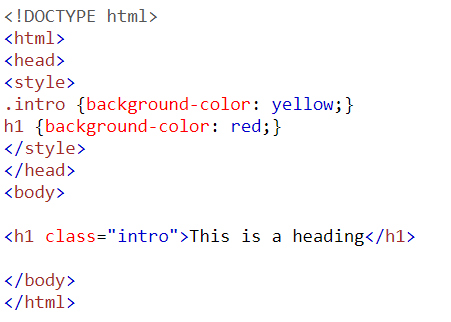 <!DOCTYPE html>
<html>
<head>
<style>
.intro {background-color: yellow;}
h1 {background-color: red;}
</style>
</head>
<body>
<h1 class="intro">This is a heading</h1>
</body>
</html>